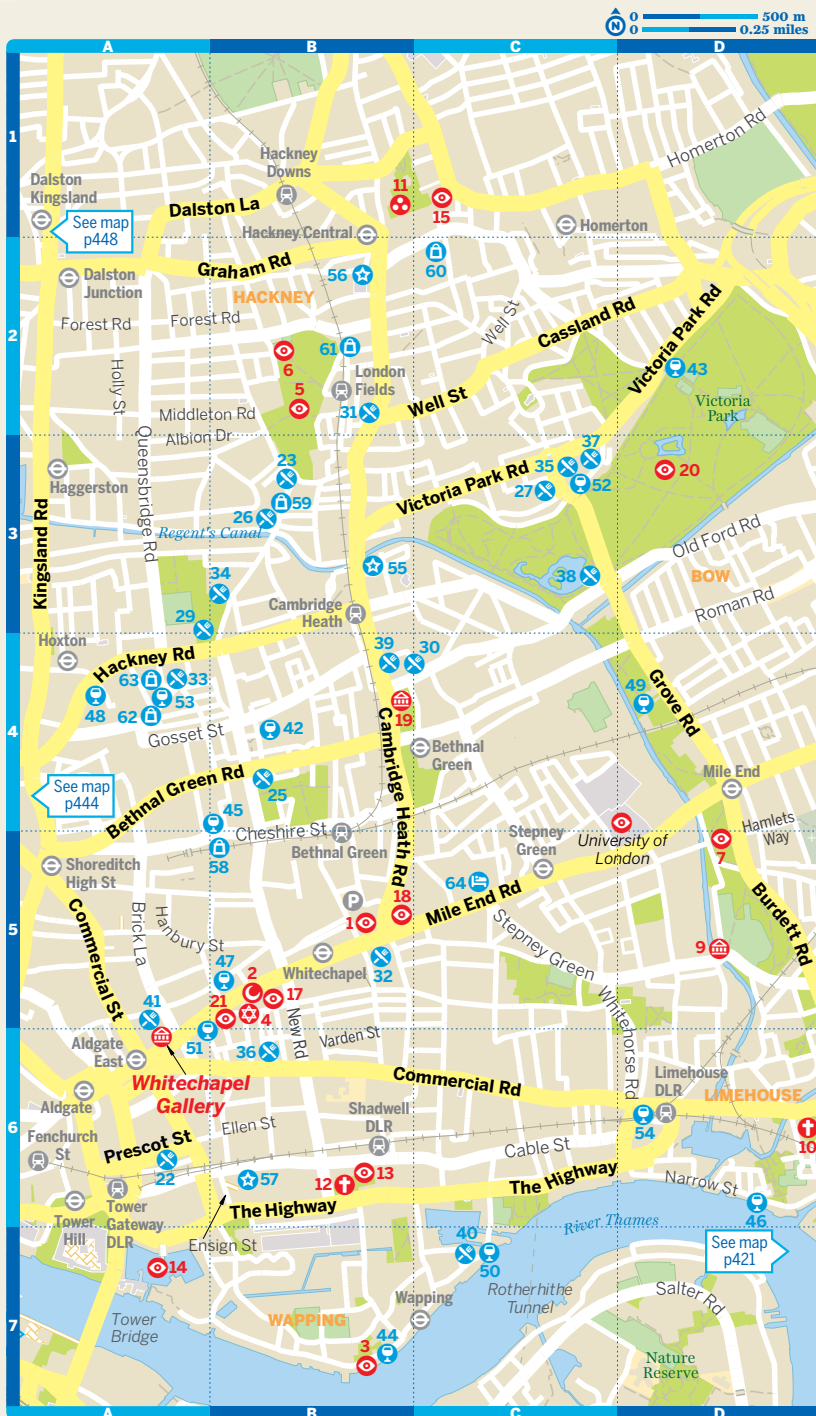 N
0 500 m
0 0.25 miles
A B C D
1
Homerton Rd
Hackney
Downs
Dalston
Kingsland
11
15
Dalston La
See map
p448
Hackney Central
Homerton
Graham Rd
60
Dalston
Junction
56
HACKNEY
2
Forest Rd
Forest Rd
Well St
Cassland Rd
Victoria Park Rd
61
6
43
Holly St
London
Fields
5
Victoria
Park
31
Well St
Middleton Rd
Albion Dr
Queensbridge Rd
37
23
35
20
Haggerston
Victoria Park Rd
27
52
59
26
3
Kingsland Rd
Regent's Canal
Old Ford Rd
55
38
BOW
34
Roman Rd
Cambridge
Heath
29
Hoxton
39
30
Hackney Rd
63
33
Grove Rd
49
48
53
19
62
4
42
Gosset St
Cambridge Heath Rd
Bethnal
Green
Bethnal Green Rd
Mile End
See map
p444
25
45
Cheshire St
Hamlets
Way
Stepney
Green
University of
London
Bethnal Green
58
7
Shoreditch
High St
64
18
Burdett Rd
Mile End Rd
Commercial St
Brick La
Hanbury St
1
5
9
Stepney Green
Whitechapel
32
47
2
17
21
4
Whitehorse Rd
41
New Rd
51
Varden St
36
Aldgate
East
Whitechapel
Gallery
Commercial Rd
Limehouse
DLR
LIMEHOUSE
Aldgate
Shadwell
DLR
Ellen St
54
6
Fenchurch
St
Prescot St
Cable St
10
22
13
12
57
The Highway
Narrow St
Tower
Hill
Tower
Gateway
DLR
The Highway
46
River Thames
Ensign St
40
50
See map
p421
14
Rotherhithe
Tunnel
Salter Rd
Wapping
Tower
Bridge
WAPPING
7
44
3
Nature
Reserve
A B C D